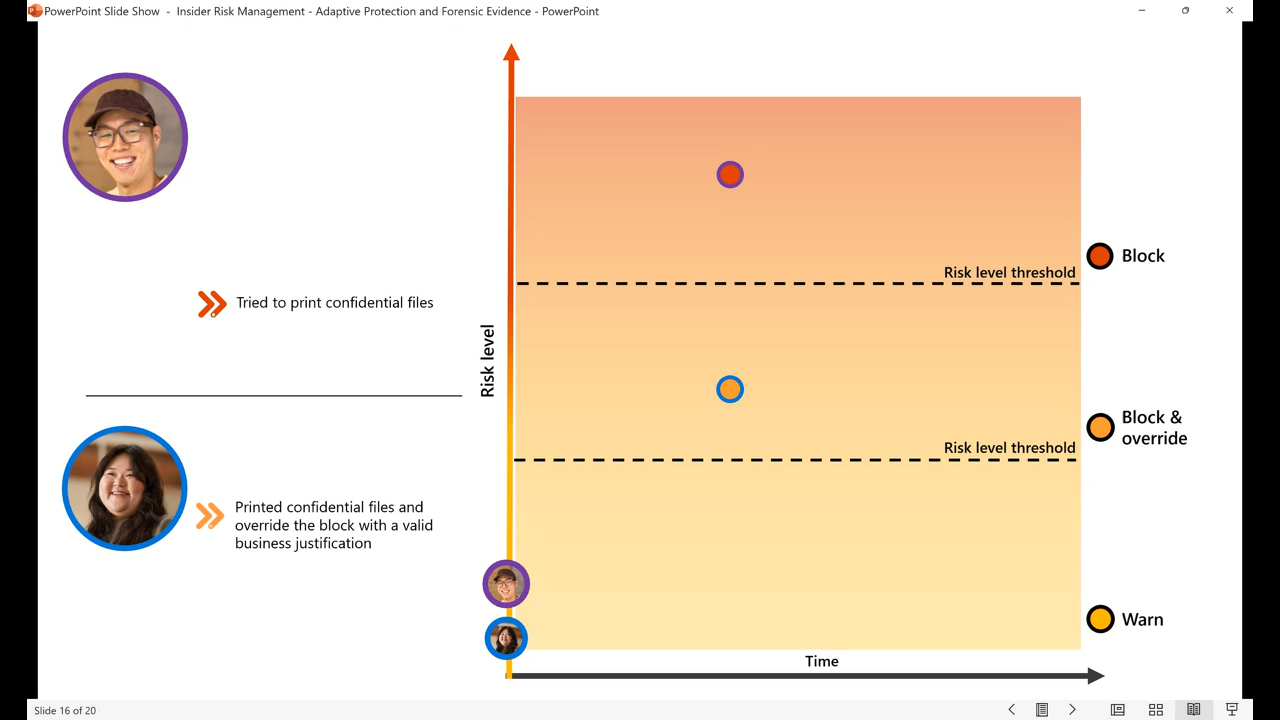 PowerPoint Slide Show - Insider Risk Management - Adaptive Protection and Forensic Evidence - PowerPoint
Tried to print confidential files
Printed confidential files and
override the block with a valid
business justification
Risk level
Risk level threshold
Risk level threshold
Time
Block
Block &
override
Warn
Slide 16 of 20